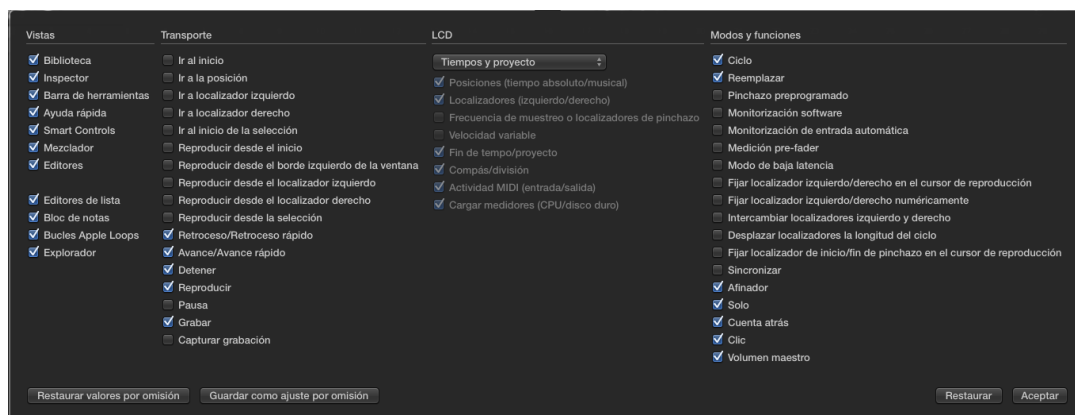 Vistas
Biblioteca
Inspector
Barra de herramientas
Ayuda rápida
Smart Controls
Mezclador
Editores
Editores de lista
Bloc de notas
Bucles Apple Loops
Explorador
Transporte
Ir al inicio
Ir a la posición
Ir a localizador izquierdo
Ir a localizador derecho
Ir al inicio de la selección
Reproducir desde el inicio
Reproducir desde el borde izquierdo de la ventana
Reproducir desde el localizador izquierdo
Reproducir desde el localizador derecho
Reproducir desde la selección
Retroceso/Retroceso rápido
Avance/Avance rápido
Detener
Reproducir
Pausa
Grabar
Capturar grabación
LCD
Tiempos y proyecto
Posiciones (tiempo absoluto/musical)
Localizadores (izquierdo/derecho)
Frecuencia de muestreo o localizadores de pinchazo
Velocidad variable
Fin de tempo/proyecto
Compás/división
Actividad MIDI (entrada/salida)
Cargar medidores (CPU/disco duro)
Modos y funciones
Ciclo
Reemplazar
Pinchazo preprogramado
Monitorización software
Monitorización de entrada automática
Medición pre-fader
Modo de baja latencia
Fijar localizador izquierdo/derecho en el cursor de reproducción
Fijar localizador izquierdo/derecho numéricamente
Intercambiar localizadores izquierdo y derecho
Desplazar localizadores la longitud del ciclo
Fijar localizador de inicio/fin de pinchazo en el cursor de reproducción
Sincronizar
Afinador
Solo
Cuenta atrás
Clic
Volumen maestro
Restaurar valores por omisión
Guardar como ajuste por omisión
Restaurar
Aceptar